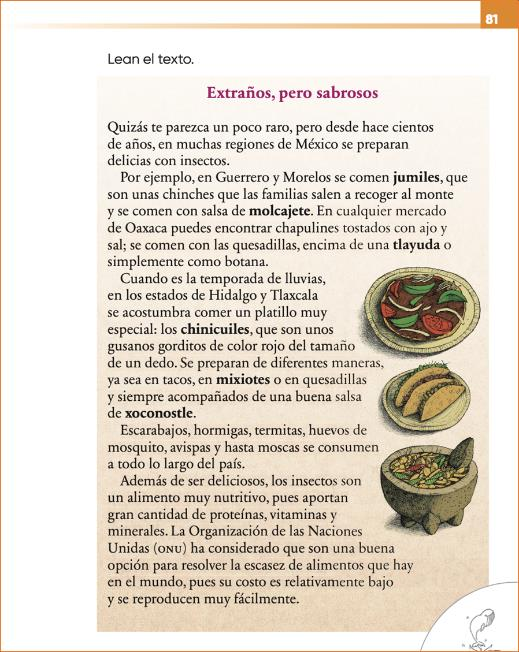 81
Lean el texto.
Extraños, pero sabrosos
Quizás te parezca un poco raro, pero desde hace cientos
de años, en muchas regiones de México se preparan
delicias con insectos.
Por ejemplo, en Guerrero y Morelos se comen jumiles, que
son unas chinches que las familias salen a recoger al monte
y se comen con salsa de molcajete. En cualquier mercado
de Oaxaca puedes encontrar chapulines tostados con ajo y
sal; se comen con las quesadillas, encima de una tlayuda o
simplemente como botana.
Cuando es la temporada de lluvias,
en los estados de Hidalgo y Tlaxcala
se acostumbra comer un platillo muy
especial: los chinicuiles, que son unos
gusanos gorditos de color rojo del tamaño
de un dedo. Se preparan de diferentes maneras,
ya sea en tacos, en mixiotes o en quesadillas
y siempre acompañados de una buena salsa
de xoconostle.
Escarabajos, hormigas, termitas, huevos de
mosquito, avispas y hasta moscas se consumen
a todo lo largo del país.
Además de ser deliciosos, los insectos son
un alimento muy nutritivo, pues aportan
gran cantidad de proteínas, vitaminas y
minerales. La Organización de las Naciones
Unidas (ONU) ha considerado que son una buena
opción para resolver la escasez de alimentos que hay
en el mundo, pues su costo es relativamente bajo
y se reproducen muy fácilmente.